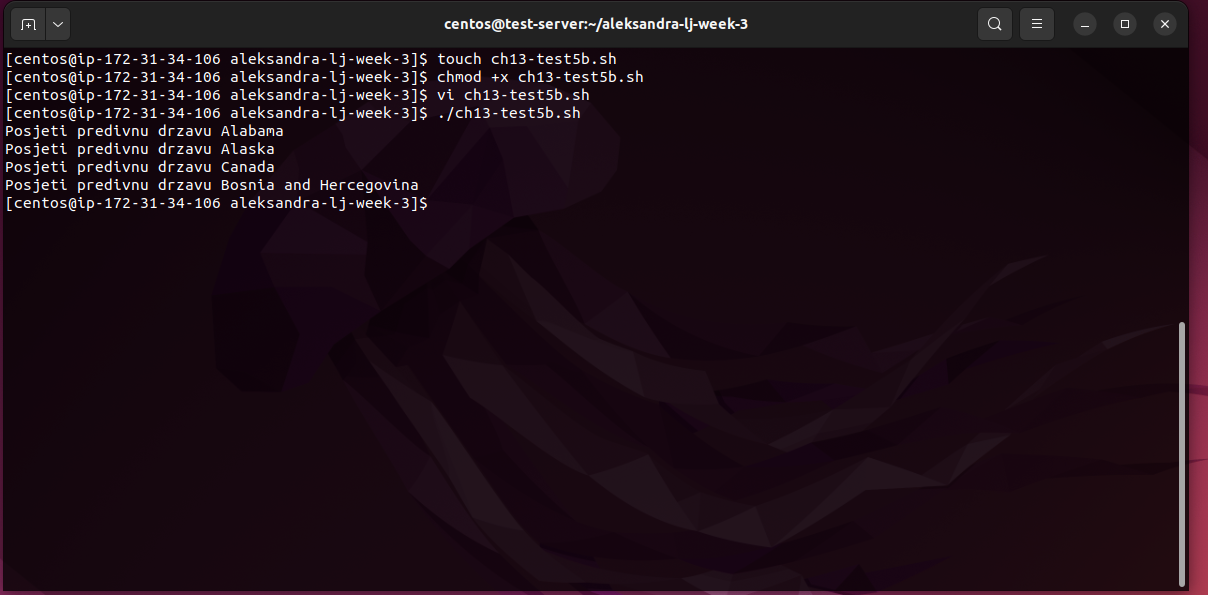 centos@test-server:~/aleksandra-lj-week-3
[centos@ip-172-31-34-106 aleksandra-lj-week-3]$ touch ch13-test5b.sh
[centos@ip-172-31-34-106 aleksandra-lj-week-3]$ chmod +x ch13-test5b.sh
[centos@ip-172-31-34-106 aleksandra-lj-week-3]$ vi ch13-test5b.sh
[centos@ip-172-31-34-106 aleksandra-lj-week-3]$ ./ch13-test5b.sh
Posjeti predivnu drzavu Alabama
Posjeti predivnu drzavu Alaska
Posjeti predivnu drzavu Canada
Posjeti predivnu drzavu Bosnia and Hercegovina
[centos@ip-172-31-34-106 aleksandra-lj-week-3]$